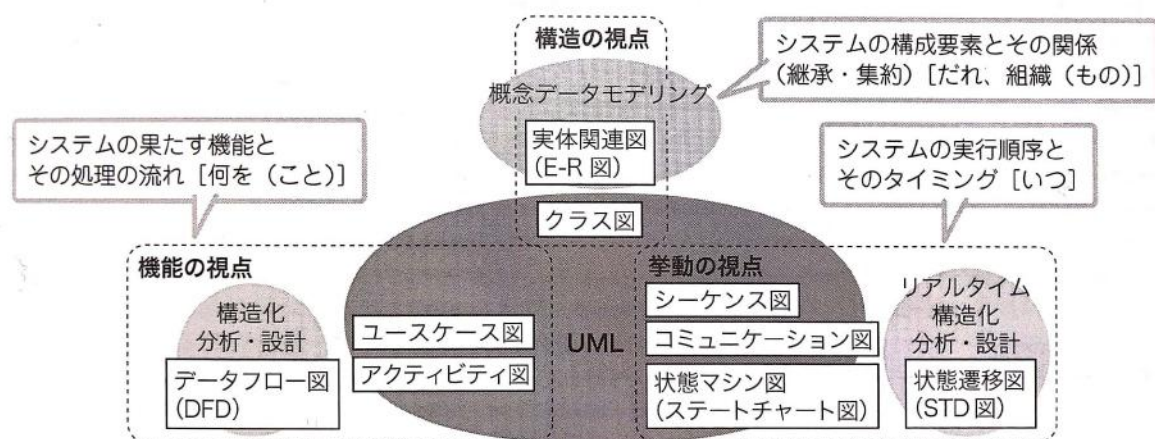 構造の視点
システムの構成要素とその関係
(継承・集約)[だれ、組織(もの)]
概念データモデリング
実体関連図
(E-R 図)
システムの果たす機能と
その処理の流れ[何を(こと)]
システムの実行順序と
そのタイミング[いつ]
クラス図
機能の視点
構造化
分析・設計
データフロー図
(DFD)
ユースケース図
アクティビティ図
UML
挙動の視点
シーケンス図
コミュニケーション図
状態マシン図
(ステートチャート図)
リアルタイム
構造化
分析・設計
状態遷移図
(STD 図)